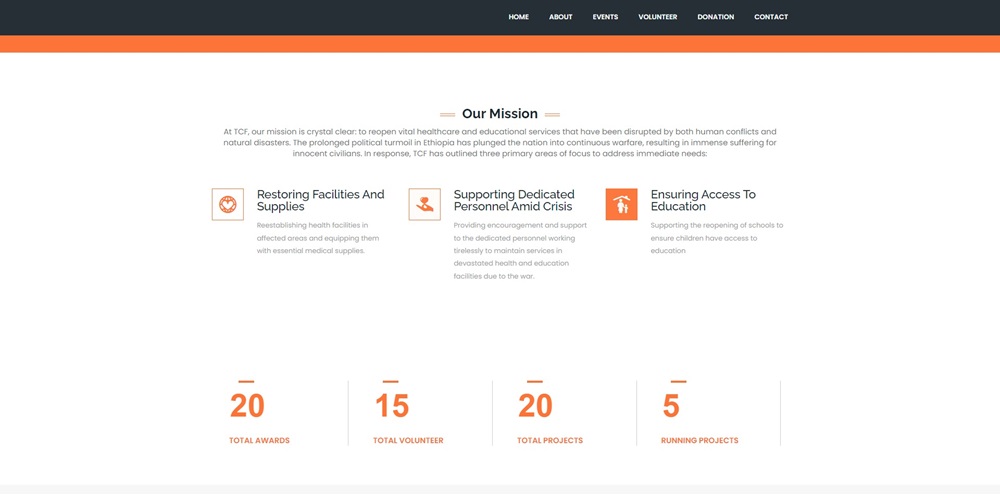 HOME ABOUT EVENTS VOLUNTEER DONATION CONTACT
Our Mission
At TCF, our mission is crystal clear: to reopen vital healthcare and educational services that have been disrupted by both human conflicts and
natural disasters. The prolonged political turmoil in Ethiopia has plunged the nation into continuous warfare, resulting in immense suffering for
innocent civilians. In response, TCF has outlined three primary areas of focus to address immediate needs:
Restoring Facilities And
Supplies
Reestablishing health facilities in
affected areas and equipping them
with essential medical supplies.
Supporting Dedicated
Personnel Amid Crisis
Providing encouragement and support
to the dedicated personnel working
tirelessly to maintain services in
devastated health and education
facilities due to the war.
Ensuring Access To
Education
Supporting the reopening of schools to
ensure children have access to
education
20
TOTAL AWARDS
15
TOTAL VOLUNTEER
20
TOTAL PROJECTS
5
RUNNING PROJECTS